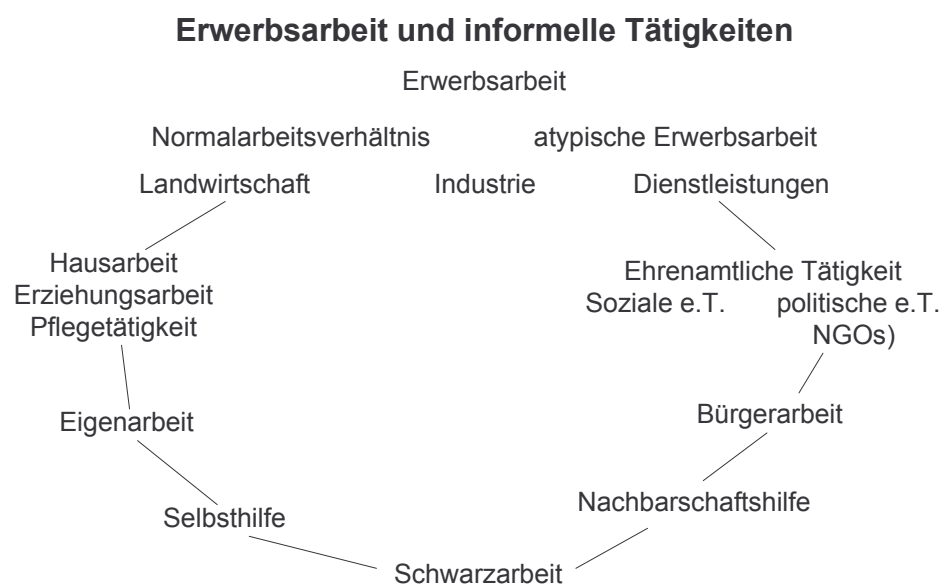 Erwerbsarbeit und informelle Tätigkeiten
Erwerbsarbeit
Normalarbeitsverhältnis atypische Erwerbsarbeit
Landwirtschaft Industrie Dienstleistungen
Hausarbeit
Erziehungsarbeit
Pflegetätigkeit
Ehrenamtliche Tätigkeit
Soziale e.T. politische e.T.
NGOs)
Eigenarbeit
Bürgerarbeit
Selbsthilfe
Nachbarschaftshilfe
Schwarzarbeit